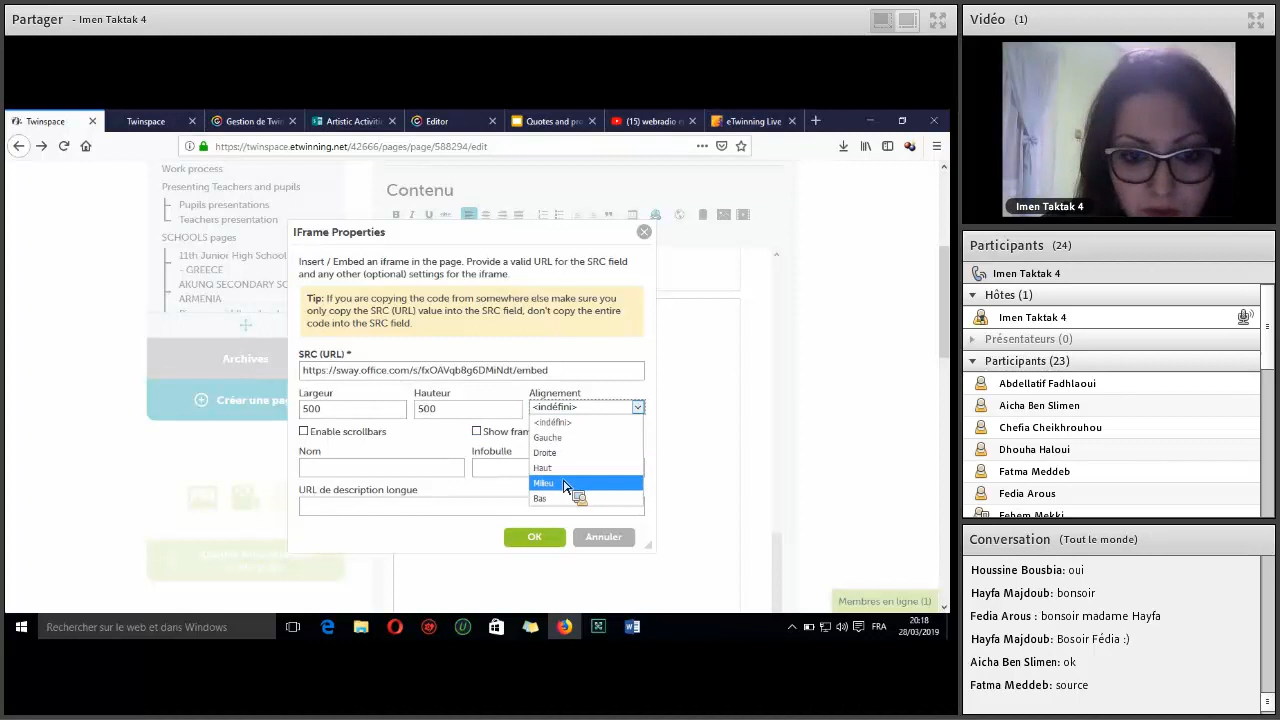 Partager - Imen Taktak 4
Twinspace
Twinspace
Gestion de Twin
Artistic Activiti
Editor
Quotes and pro
(15) webradio e
eTwinning Live
https://twinspace.etwinning.net/42666/pages/page/588294/edit
Work process
Presenting Teachers and pupils
Pupils presentations
Teachers presentation
SCHOOLS pages
11th Junior High School
- GREECE
AKUNQ SECONDARY SC
ARMENIA
Archives
Créer une pag
Contenu
IFrame Properties
Insert / Embed an iframe in the page. Provide a valid URL for the SRC field
and any other (optional) settings for the iframe.
Tip: If you are copying the code from somewhere else make sure you
only copy the SRC (URL) value into the SRC field, don't copy the entire
code into the SRC field.
SRC (URL) *
https://sway.office.com/s/fxOAVqb8g6DMiNdt/embed
Largeur Hauteur Alignement
500 500 <indéfini>
<indéfini>
Gauche
Droite
Haut
Milieu
Bas
Enable scrollbars Show fram
Nom Infobulle
URL de description longue
OK Annuler
Membres en ligne (1)
Rechercher sur le web et dans Windows
FRA
20:18
28/03/2019
Vidéo (1)
Imen Taktak 4
Participants (24)
Imen Taktak 4
Hôtes (1)
Imen Taktak 4
Présentateurs (0)
Participants (23)
Abdellatif Fadhlaoui
Aicha Ben Slimen
Chefia Cheikhrouhou
Dhouha Haloui
Fatma Meddeb
Fedia Arous
Fehem Mekki
Conversation (Tout le monde)
Houssine Bousbia: oui
Hayfa Majdoub: bonsoir
Fedia Arous : bonsoir madame Hayfa
Hayfa Majdoub: Bosoir Fédia :)
Aicha Ben Slimen: ok
Fatma Meddeb: source